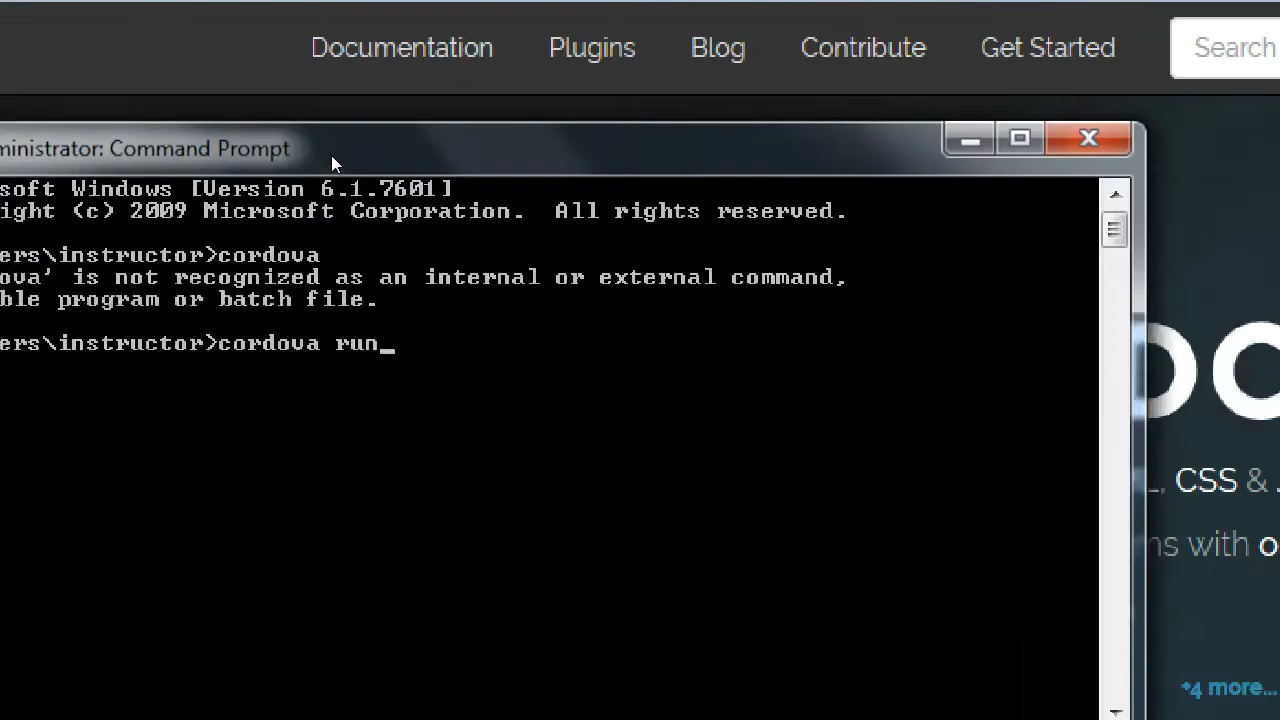 Documentation Plugins Blog Contribute Get Started Search
ministrator: Command Prompt
soft Windows [Version 6.1.7601]
ight (c) 2009 Microsoft Corporation.  All rights reserved.
ers\instructor>cordova
ova' is not recognized as an internal or external command,
ble program or batch file.
ers\instructor>cordova run_
, CSS &
ns with o
+4 more...